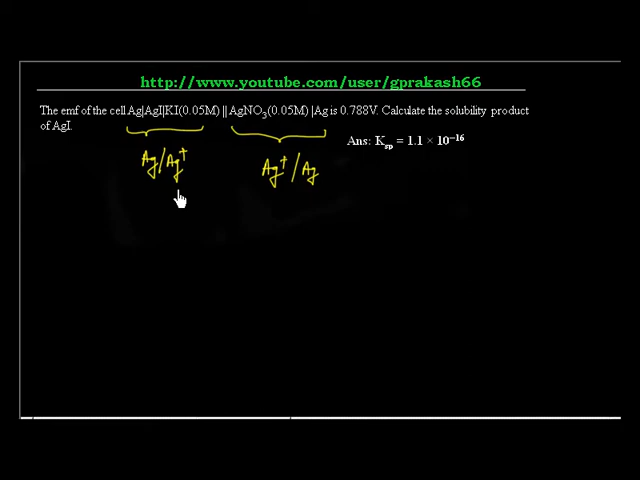 http://www.youtube.com/user/gprakash66
The emf of the cell Ag|AgI|KI(0.05M) || AgNO₃(0.05M) |Ag is 0.788V. Calculate the solubility product
of AgI.
Ans: Kₛₚ = 1.1 × 10⁻¹⁶
Ag/Ag⁺ Ag⁺/Ag